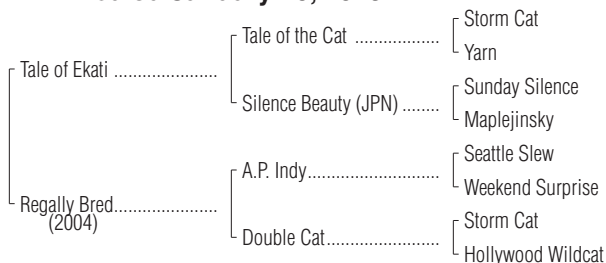 Storm Cat
Tale of the Cat ...................
Yarn
Tale of Ekati .......................
Sunday Silence
Silence Beauty (JPN) ........
Maplejinsky
Seattle Slew
A.P. Indy.............................
Weekend Surprise
Regally Bred.......................
(2004)
Storm Cat
Double Cat.........................
Hollywood Wildcat